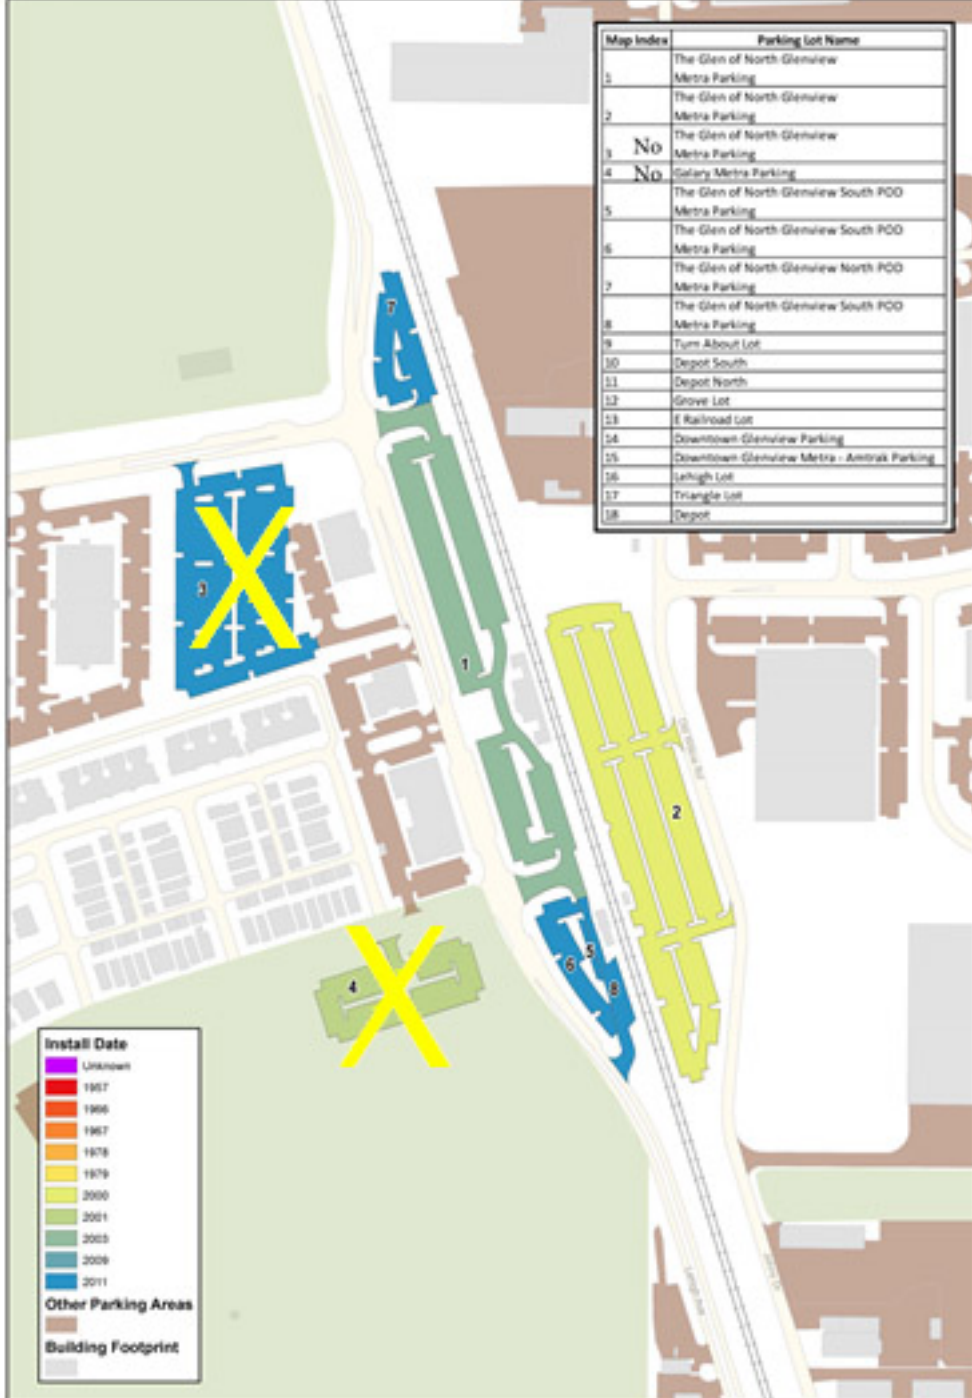 Map Index Parking Lot Name
The Glen of North Glenview
1 Metra Parking
The Glen of North Glenview
2 Metra Parking
The Glen of North Glenview
3 No Metra Parking
4 No Galary Metra Parking
The Glen of North Glenview South POD
5 Metra Parking
The Glen of North Glenview South POD
6 Metra Parking
The Glen of North Glenview North POD
7 Metra Parking
The Glen of North Glenview South POD
8 Metra Parking
9 Turn About Lot
10 Depot South
11 Depot North
12 Grove Lot
13 E Railroad Lot
14 Downtown Glenview Parking
15 Downtown Glenview Metra - Amtrak Parking
16 Lehigh Lot
17 Triangle Lot
18 Depot
7
3
X
1
2
5
6
8
4
X
Lehigh Ave
Install Date
Unknown
1957
1966
1967
1978
1979
2000
2001
2003
2009
2011
Other Parking Areas
Building Footprint